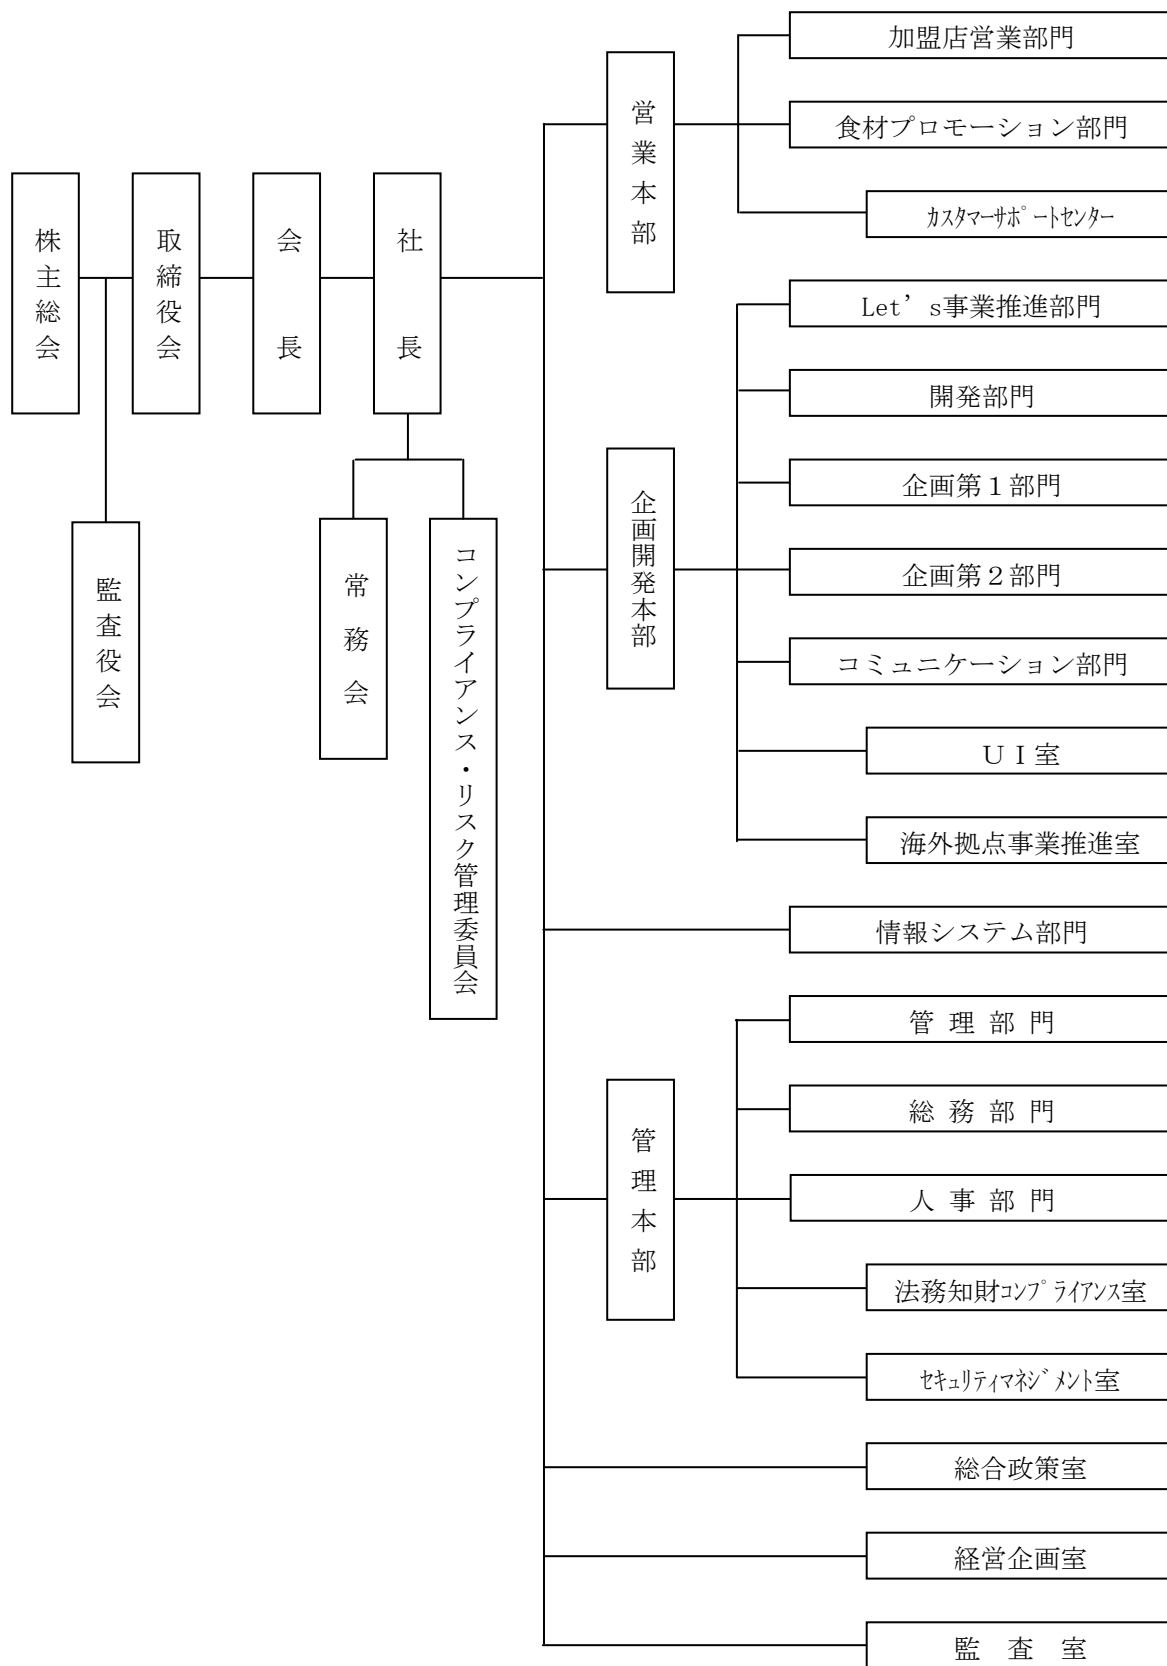 株主総会
取締役会
会長
社長
監査役会
常務会
コンプライアンス・リスク管理委員会
営業本部
加盟店営業部門
食材プロモーション部門
カスタマーサポートセンター
企画開発本部
Let’s事業推進部門
開発部門
企画第１部門
企画第２部門
コミュニケーション部門
ＵＩ室
海外拠点事業推進室
情報システム部門
管理本部
管理部門
総務部門
人事部門
法務知財コンプライアンス室
セキュリティマネジメント室
総合政策室
経営企画室
監査室